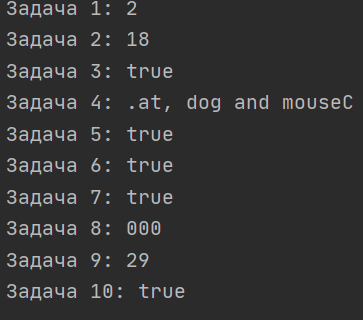 Задача 1: 2
Задача 2: 18
Задача 3: true
Задача 4: .at, dog and mouseC
Задача 5: true
Задача 6: true
Задача 7: true
Задача 8: 000
Задача 9: 29
Задача 10: true